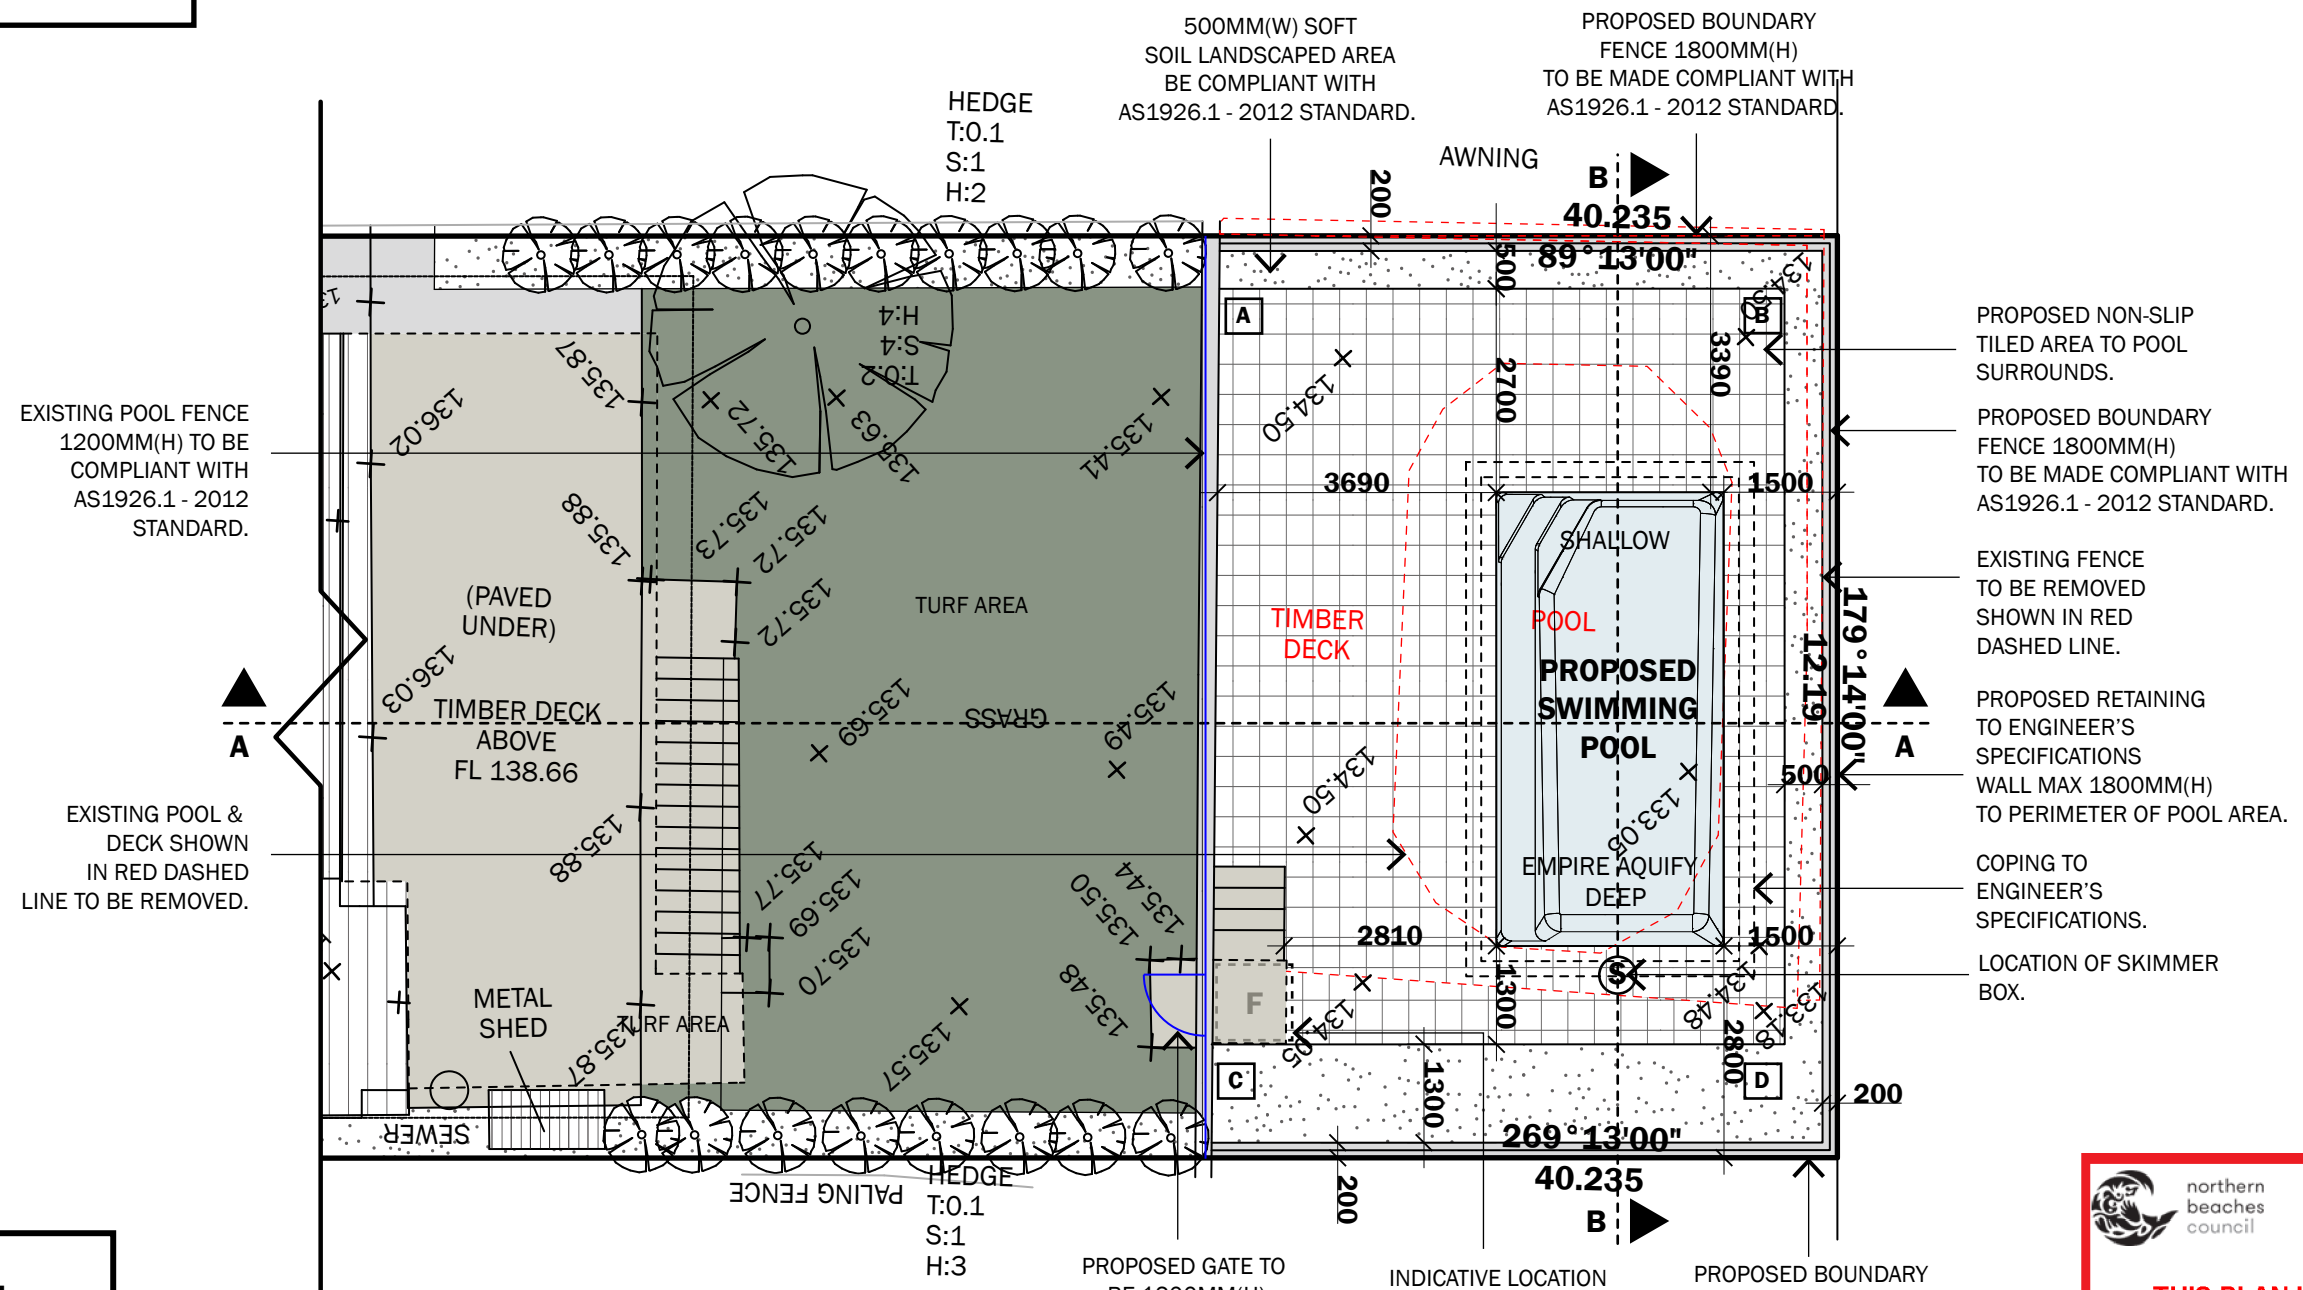 500MM(W) SOFT
SOIL LANDSCAPED AREA
BE COMPLIANT WITH
AS1926.1 - 2012 STANDARD.
PROPOSED BOUNDARY
FENCE 1800MM(H)
TO BE MADE COMPLIANT WITH
AS1926.1 - 2012 STANDARD.
HEDGE
T:0.1
S:1
H:2
AWNING
B
200
40.235
89°13'00"
500
134.50
A
B
H:4
S:4
T:0.2
135.87
136.02
135.72
135.63
135.41
134.50
2700
3390
PROPOSED NON-SLIP
TILED AREA TO POOL
SURROUNDS.
EXISTING POOL FENCE
1200MM(H) TO BE
COMPLIANT WITH
AS1926.1 - 2012
STANDARD.
PROPOSED BOUNDARY
FENCE 1800MM(H)
TO BE MADE COMPLIANT WITH
AS1926.1 - 2012 STANDARD.
3690
1500
135.88
135.73
135.72
135.72
SHALLOW
EXISTING FENCE
TO BE REMOVED
SHOWN IN RED
DASHED LINE.
(PAVED
UNDER)
TURF AREA
TIMBER
DECK
POOL
PROPOSED
SWIMMING
POOL
179°14'00"
12.19
136.03
TIMBER DECK
ABOVE
FL 138.66
135.69
GRASS
135.49
A
A
PROPOSED RETAINING
TO ENGINEER'S
SPECIFICATIONS
WALL MAX 1800MM(H)
TO PERIMETER OF POOL AREA.
500
134.50
133.05
EXISTING POOL &
DECK SHOWN
IN RED DASHED
LINE TO BE REMOVED.
135.88
135.77
135.69
135.70
135.50
135.44
135.48
EMPIRE AQUIFY
DEEP
COPING TO
ENGINEER'S
SPECIFICATIONS.
2810
1500
S
LOCATION OF SKIMMER
BOX.
METAL
SHED
TURF AREA
135.87
135.57
F
134.05
1300
134.48
133.18
2800
C
D
1300
200
SEWER
269°13'00"
40.235
PALING FENCE
HEDGE
T:0.1
S:1
H:3
200
B
PROPOSED GATE TO
BE 1200MM(H)
INDICATIVE LOCATION
PROPOSED BOUNDARY
northern
beaches
council
THIS PLAN